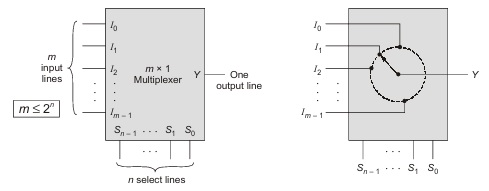 m
input
lines
m ≤ 2ⁿ
I₀
I₁
I₂
Iₘ₋₁
m × 1
Multiplexer
Y
One
output line
Sₙ₋₁ · · · S₁ S₀
· · ·
n select lines
I₀
I₁
I₂
Iₘ₋₁
Y
· · ·
Sₙ₋₁ · · · S₁ S₀